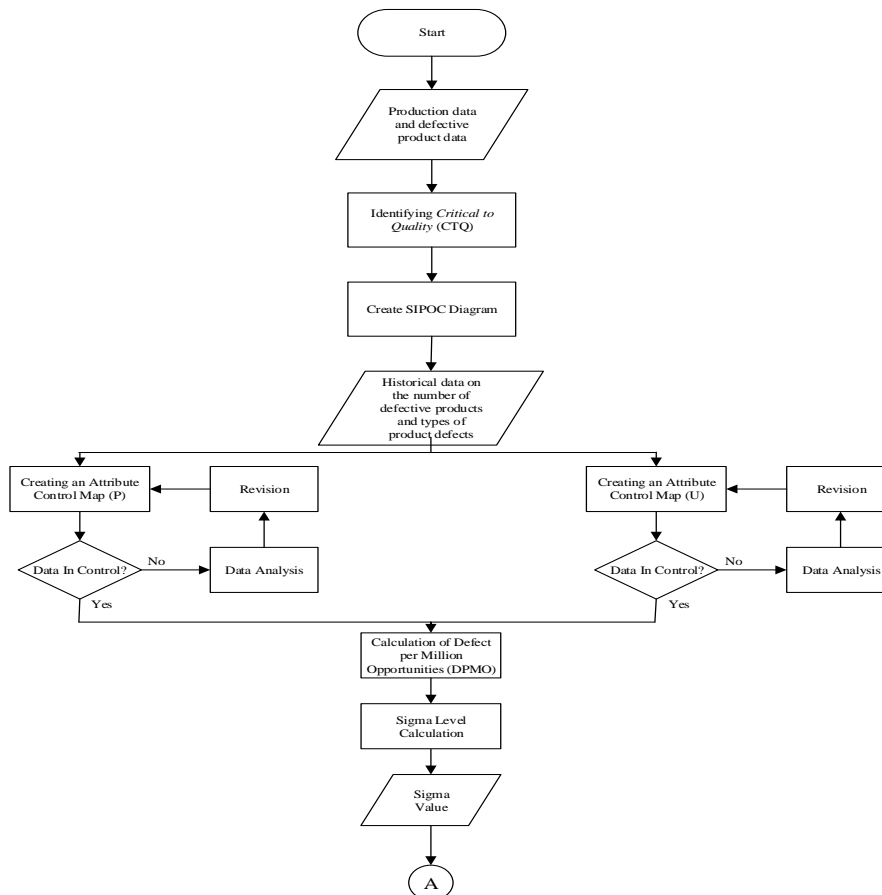 Start
Production data
and defective
product data
Identifying Critical to
Quality (CTQ)
Create SIPOC Diagram
Historical data on
the number of
defective products
and types of
product defects
Creating an Attribute
Control Map (P)
Revision
Data In Control?
No
Data Analysis
Yes
Creating an Attribute
Control Map (U)
Revision
Data In Control?
No
Data Analysis
Yes
Calculation of Defect
per Million
Opportunities (DPMO)
Sigma Level
Calculation
Sigma
Value
A